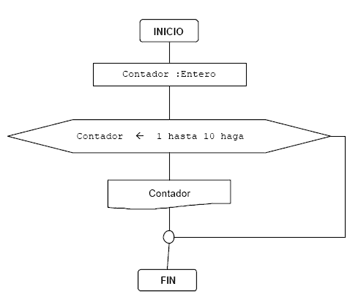 INICIO
Contador :Entero
Contador ← 1 hasta 10 haga
Contador
FIN